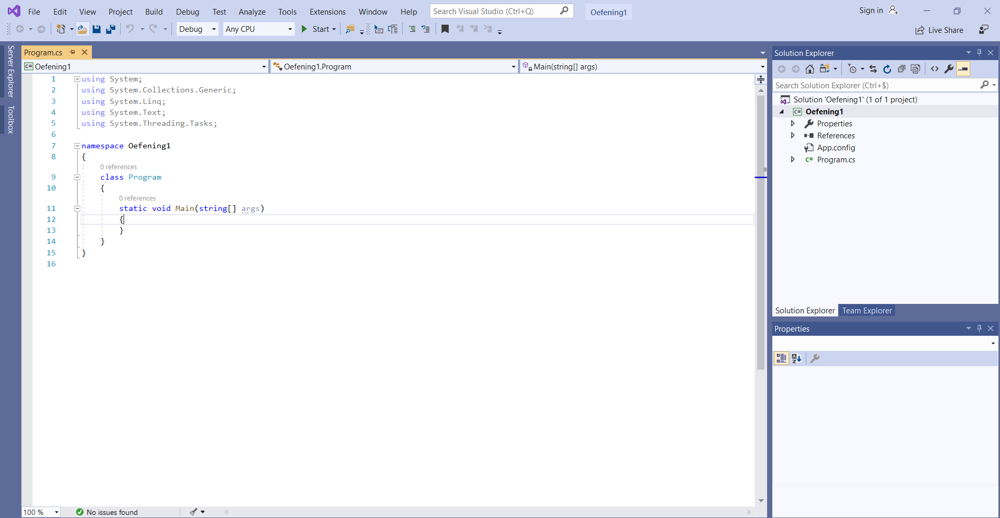 File Edit View Project Build Debug Test Analyze Tools Extensions Window Help Search Visual Studio (Ctrl+Q) Oefening1 Sign in
Debug Any CPU Start Live Share
Server Explorer
Toolbox
Program.cs
Oefening1 Oefening1.Program Main(string[] args)
1 using System;
2 using System.Collections.Generic;
3 using System.Linq;
4 using System.Text;
5 using System.Threading.Tasks;
6
7 namespace Oefening1
8 {
0 references
9 class Program
10 {
0 references
11 static void Main(string[] args)
12 {
13 }
14 }
15 }
16
100 % No issues found
Solution Explorer
Search Solution Explorer (Ctrl+$)
Solution 'Oefening1' (1 of 1 project)
C# Oefening1
Properties
References
App.config
C# Program.cs
Solution Explorer Team Explorer
Properties